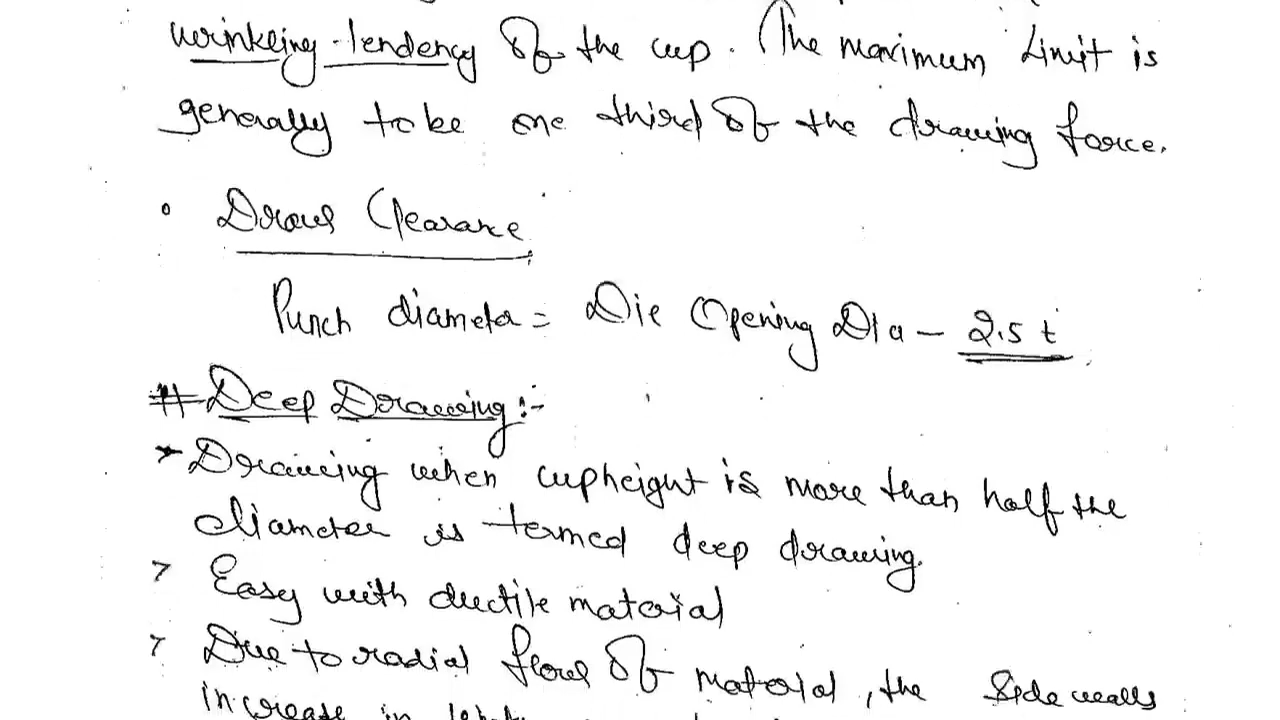 wrinkling tendency of the cup. The maximum Limit is
generally to be one third of the drawing force.
• Draw Clearance
Punch diameter = Die Opening Dia - 2.5 t
# Deep Drawing :-
> Drawing when cup height is more than half the
diameter is termed deep drawing.
> Easy with ductile material
> Due to radial flow of material, the side walls
increase in